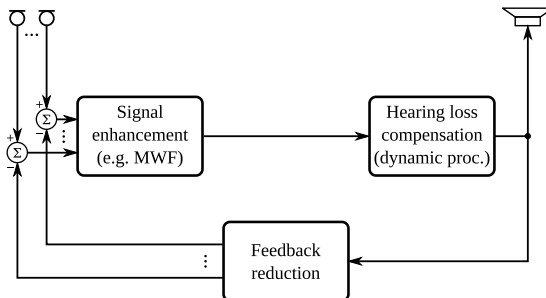 ...
+
Σ
−
+
Σ
−
Signal
enhancement
(e.g. MWF)
Hearing loss
compensation
(dynamic proc.)
Feedback
reduction